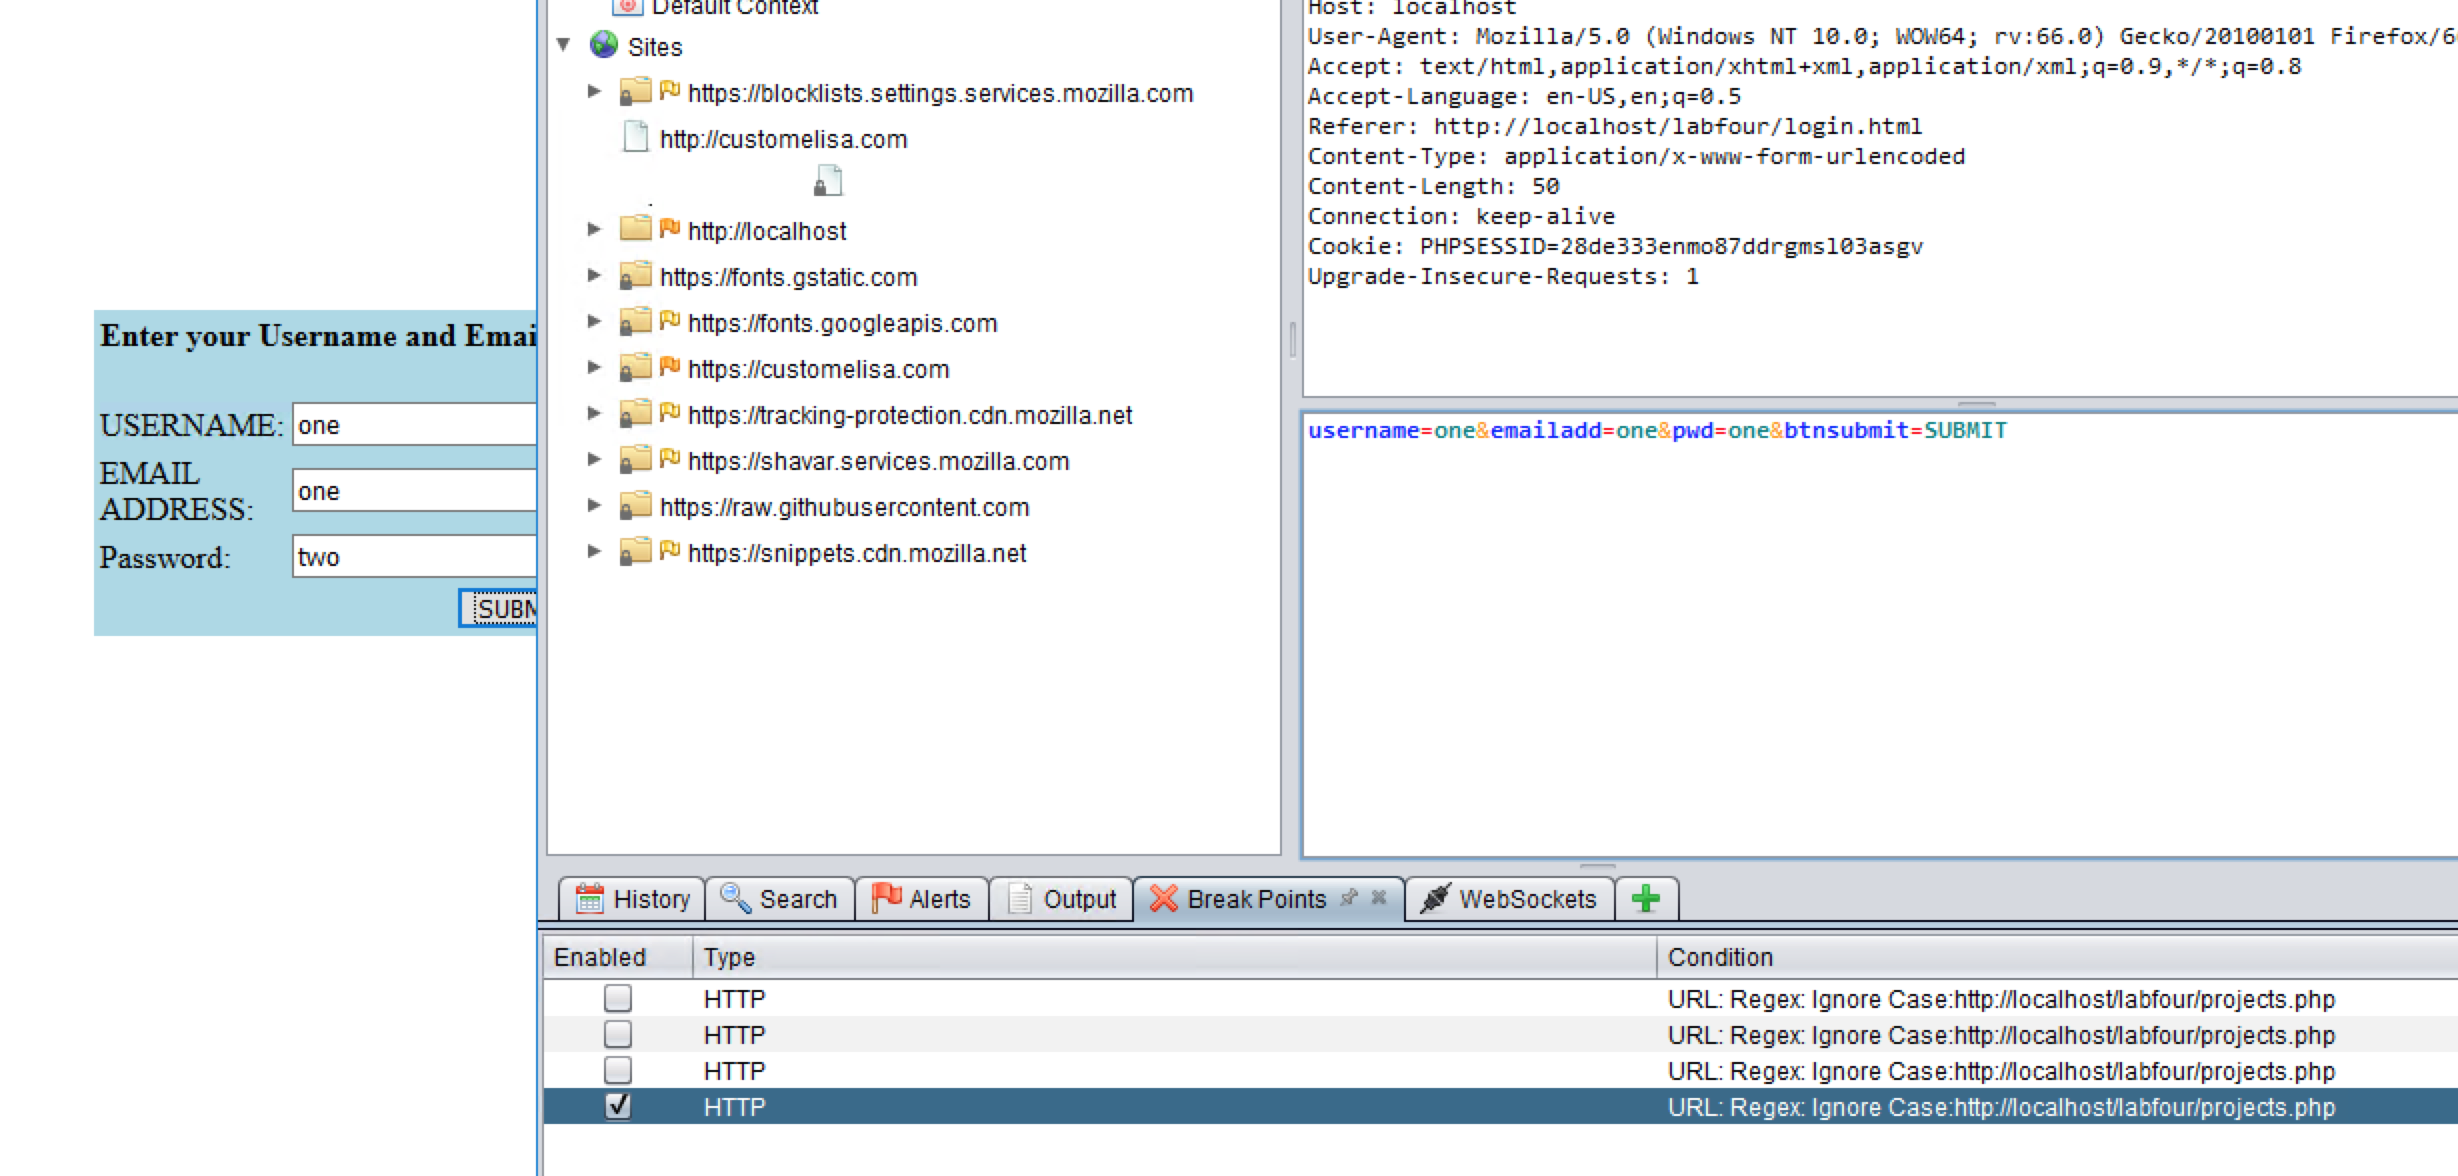 Enter your Username and Emai
USERNAME: one
EMAIL
ADDRESS: one
Password: two
SUBM
Default Context
Sites
https://blocklists.settings.services.mozilla.com
http://customelisa.com
http://localhost
https://fonts.gstatic.com
https://fonts.googleapis.com
https://customelisa.com
https://tracking-protection.cdn.mozilla.net
https://shavar.services.mozilla.com
https://raw.githubusercontent.com
https://snippets.cdn.mozilla.net
Host: localhost
User-Agent: Mozilla/5.0 (Windows NT 10.0; WOW64; rv:66.0) Gecko/20100101 Firefox/6
Accept: text/html,application/xhtml+xml,application/xml;q=0.9,*/*;q=0.8
Accept-Language: en-US,en;q=0.5
Referer: http://localhost/labfour/login.html
Content-Type: application/x-www-form-urlencoded
Content-Length: 50
Connection: keep-alive
Cookie: PHPSESSID=28de333enmo87ddrgmsl03asgv
Upgrade-Insecure-Requests: 1
username=one&emailadd=one&pwd=one&btnsubmit=SUBMIT
History Search Alerts Output Break Points WebSockets
Enabled Type Condition
HTTP URL: Regex: Ignore Case:http://localhost/labfour/projects.php
HTTP URL: Regex: Ignore Case:http://localhost/labfour/projects.php
HTTP URL: Regex: Ignore Case:http://localhost/labfour/projects.php
HTTP URL: Regex: Ignore Case:http://localhost/labfour/projects.php